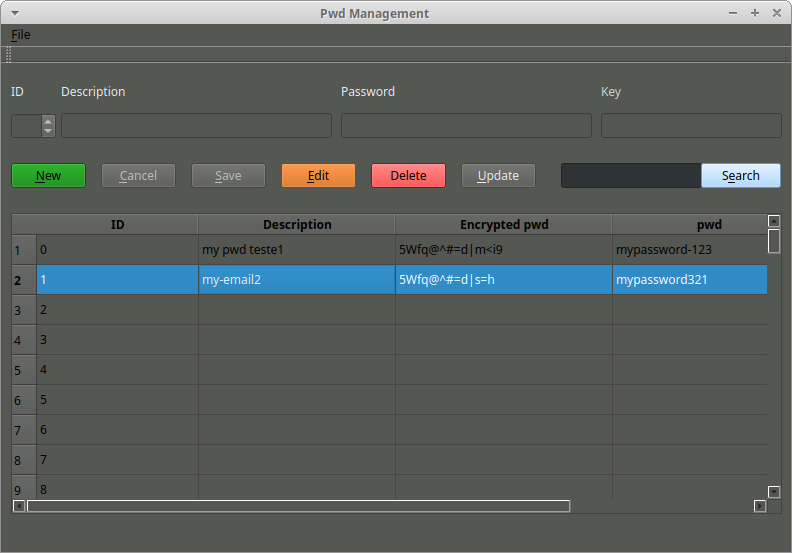 Pwd Management
File
ID Description Password Key
New Cancel Save Edit Delete Update Search
ID Description Encrypted pwd pwd
1 0 my pwd teste1 5Wfq@^#=d|m<i9 mypassword-123
2 1 my-email2 5Wfq@^#=d|s=h mypassword321
3 2
4 3
5 4
6 5
7 6
8 7
9 8